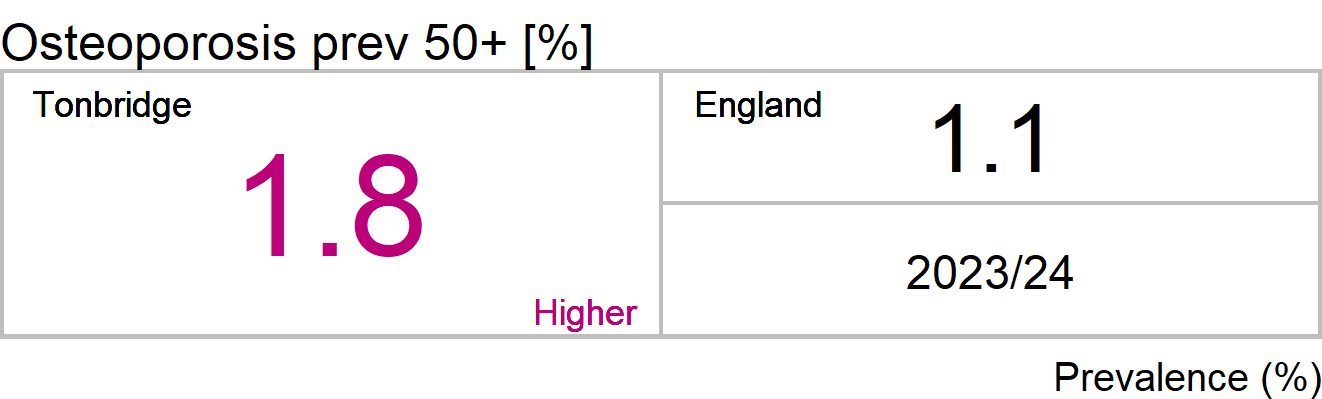 Osteoporosis prev 50+ [%]
Tonbridge
1.8
Higher
England
1.1
2023/24
Prevalence (%)